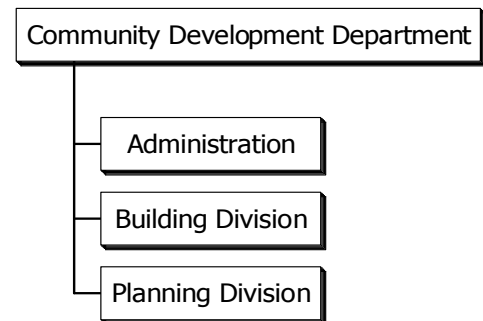 Community Development Department
Administration
Building Division
Planning Division